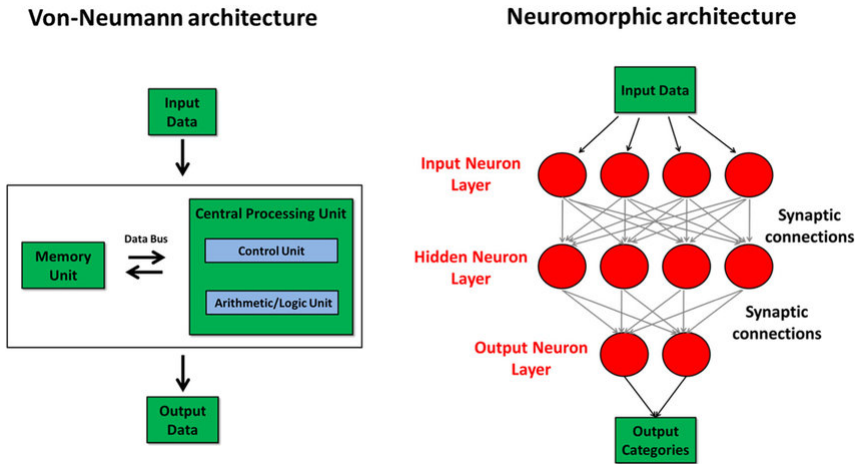 Von-Neumann architecture
Input
Data
Central Processing Unit
Data Bus
Memory
Unit
Control Unit
Arithmetic/Logic Unit
Output
Data
Neuromorphic architecture
Input Data
Input Neuron
Layer
Synaptic
connections
Hidden Neuron
Layer
Synaptic
connections
Output Neuron
Layer
Output
Categories